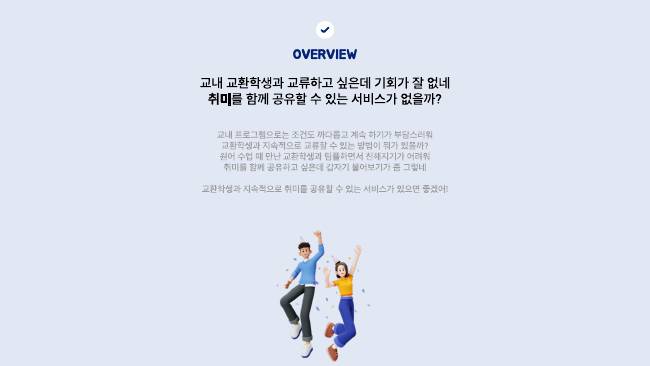 OVERVIEW
교내 교환학생과 교류하고 싶은데 기회가 잘 없네
취미를 함께 공유할 수 있는 서비스가 없을까?
교내 프로그램으로는 조건도 까다롭고 계속 하기가 부담스러워
교환학생과 지속적으로 교류할 수 있는 방법이 뭐가 있을까?
원어 수업 때 만난 교환학생과 팀플하면서 친해지기가 어려워
취미를 함께 공유하고 싶은데 갑자기 물어보기가 좀 그렇네
교환학생과 지속적으로 취미를 공유할 수 있는 서비스가 있으면 좋겠어!